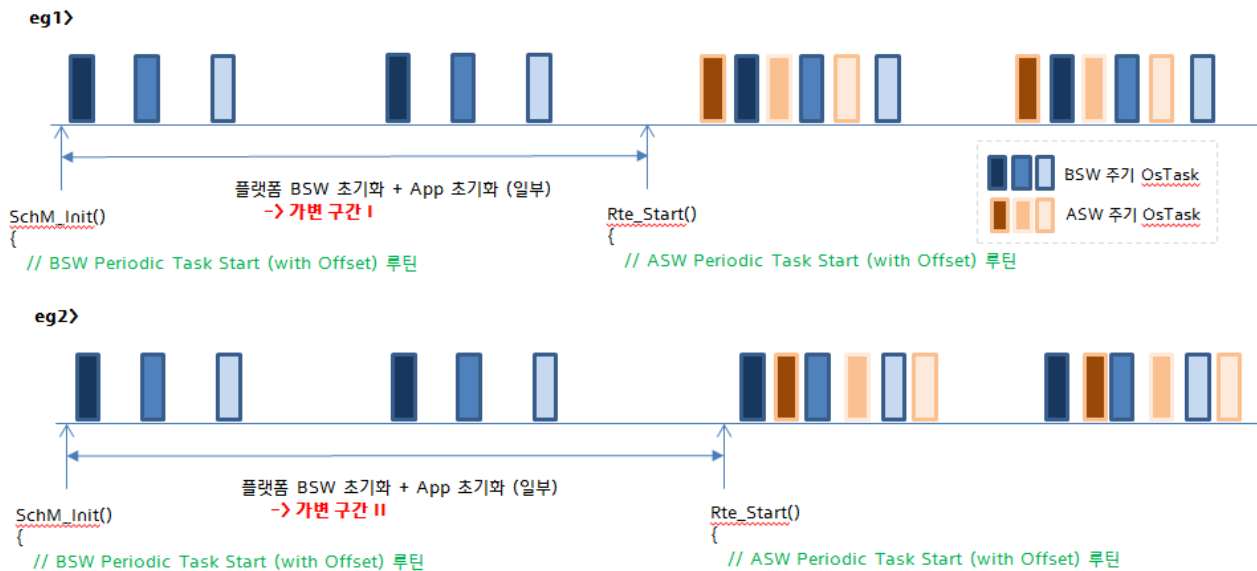 eg1>
플랫폼 BSW 초기화 + App 초기화 (일부)
-> 가변 구간 I
BSW 주기 OsTask
ASW 주기 OsTask
SchM_Init()
{
// BSW Periodic Task Start (with Offset) 루틴
Rte_Start()
{
// ASW Periodic Task Start (with Offset) 루틴
eg2>
플랫폼 BSW 초기화 + App 초기화 (일부)
-> 가변 구간 II
SchM_Init()
{
// BSW Periodic Task Start (with Offset) 루틴
Rte_Start()
{
// ASW Periodic Task Start (with Offset) 루틴